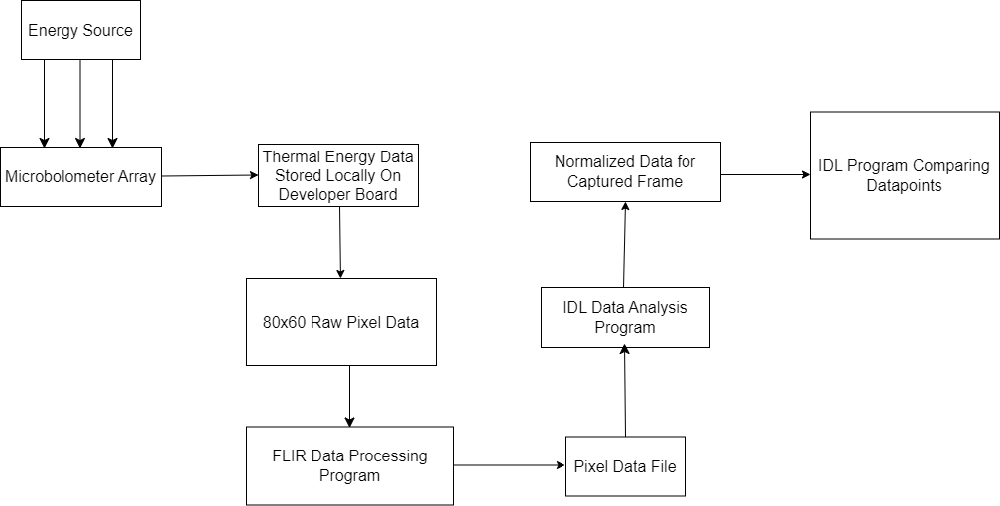 Energy Source
Microbolometer Array
Thermal Energy Data
Stored Locally On
Developer Board
80x60 Raw Pixel Data
FLIR Data Processing
Program
Pixel Data File
IDL Data Analysis
Program
Normalized Data for
Captured Frame
IDL Program Comparing
Datapoints